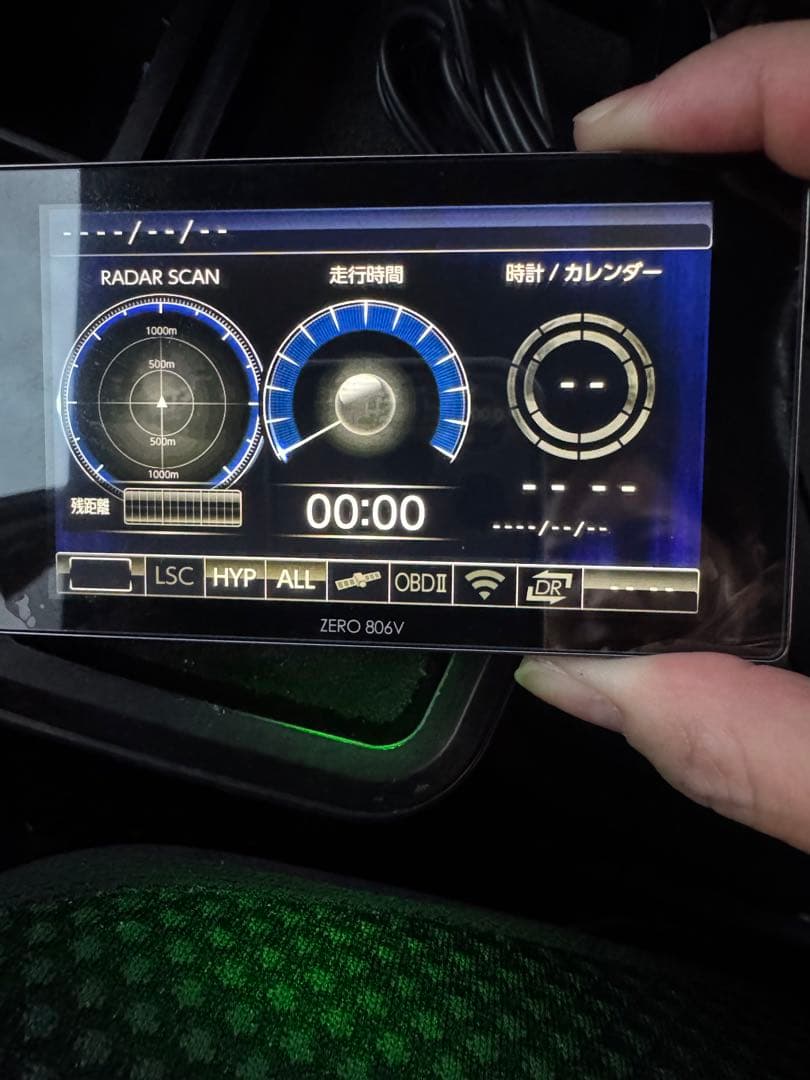 ----/--/--
RADAR SCAN
走行時間
時計 / カレンダー
1000m
500m
500m
1000m
--
残距離
00:00
-- --
----/--/--
LSC HYP ALL OBDII DR -- --
ZERO 806V